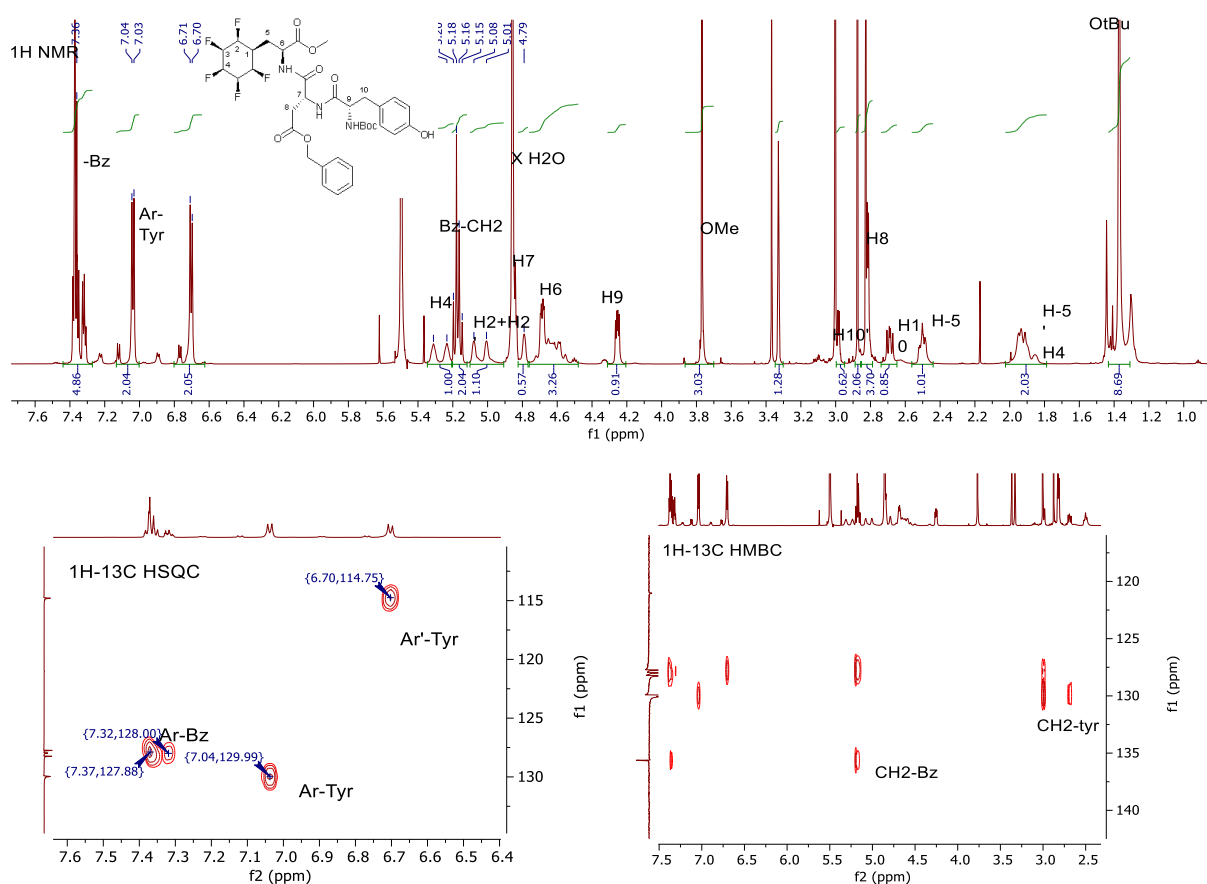 7.36
7.04
7.03
6.71
6.70
5.18
5.16
5.15
5.08
5.01
4.79
OtBu
1H NMR
F F F F F F
1 2 3 4 5 6 7 8 9 10
O O
NH
O O
NH
NHBoc
OH
O
O
-Bz
Ar-
Tyr
X H2O
Bz-CH2
H7
H4
H2+H2
H6
H9
OMe
H8
H10'
H1
0
H-5
H-5
'
H4
4.86
2.04
2.05
1.00
2.04
1.10
0.57
3.26
0.91
3.03
1.28
0.62
2.06
3.70
0.85
1.01
2.03
8.69
7.6 7.4 7.2 7.0 6.8 6.6 6.4 6.2 6.0 5.8 5.6 5.4 5.2 5.0 4.8 4.6 4.4 4.2 4.0 3.8 3.6 3.4 3.2 3.0 2.8 2.6 2.4 2.2 2.0 1.8 1.6 1.4 1.2 1.0
f1 (ppm)
1H-13C HSQC
{6.70,114.75}
Ar'-Tyr
{7.32,128.00}
Ar-Bz
{7.37,127.88}
{7.04,129.99}
Ar-Tyr
115
120
125
130
f1 (ppm)
7.6 7.5 7.4 7.3 7.2 7.1 7.0 6.9 6.8 6.7 6.6 6.5 6.4
f2 (ppm)
1H-13C HMBC
CH2-tyr
CH2-Bz
120
125
130
135
140
f1 (ppm)
7.5 7.0 6.5 6.0 5.5 5.0 4.5 4.0 3.5 3.0 2.5
f2 (ppm)